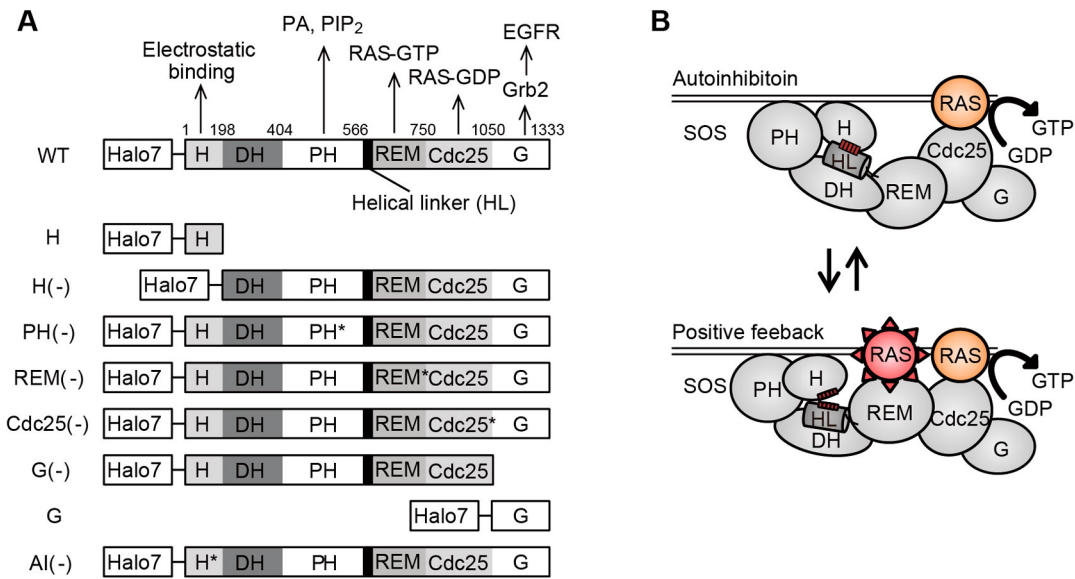 A
Electrostatic
binding
PA, PIP₂
RAS-GTP
RAS-GDP
EGFR
Grb2
1 198 404 566 750 1050 1333
WT Halo7 H DH PH REM Cdc25 G
Helical linker (HL)
H Halo7 H
H(-) Halo7 DH PH REM Cdc25 G
PH(-) Halo7 H DH PH* REM Cdc25 G
REM(-) Halo7 H DH PH REM* Cdc25 G
Cdc25(-) Halo7 H DH PH REM Cdc25* G
G(-) Halo7 H DH PH REM Cdc25
G Halo7 G
AI(-) Halo7 H* DH PH REM Cdc25 G
B
Autoinhibitoin
SOS
PH
H
HL
DH
REM
Cdc25
G
RAS
GTP
GDP
Positive feeback
SOS
PH
H
HL
DH
REM
Cdc25
G
RAS
RAS
GTP
GDP